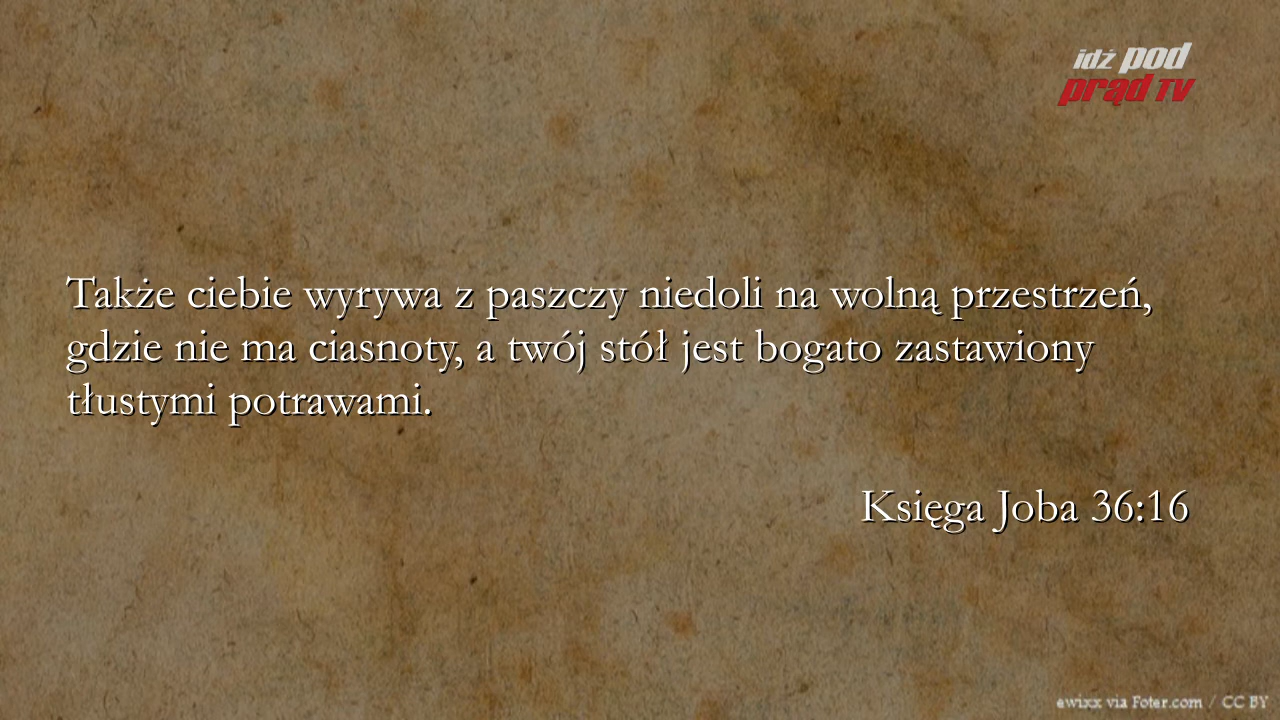 idź pod
prąd TV
Także ciebie wyrywa z paszczy niedoli na wolną przestrzeń,
gdzie nie ma ciasnoty, a twój stół jest bogato zastawiony
tłustymi potrawami.
Księga Joba 36:16
ewixx via Foter.com / CC BY